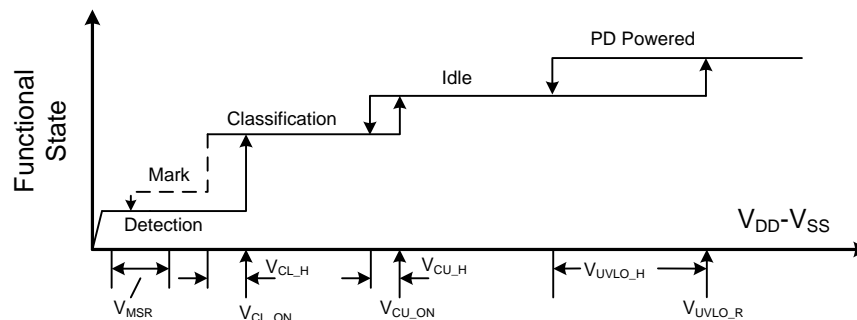 PD Powered
Idle
Classification
Mark
Detection
Functional
State
VDD-VSS
VCL_H
VCU_H
VUVLO_H
VMSR
VCL_ON
VCU_ON
VUVLO_R